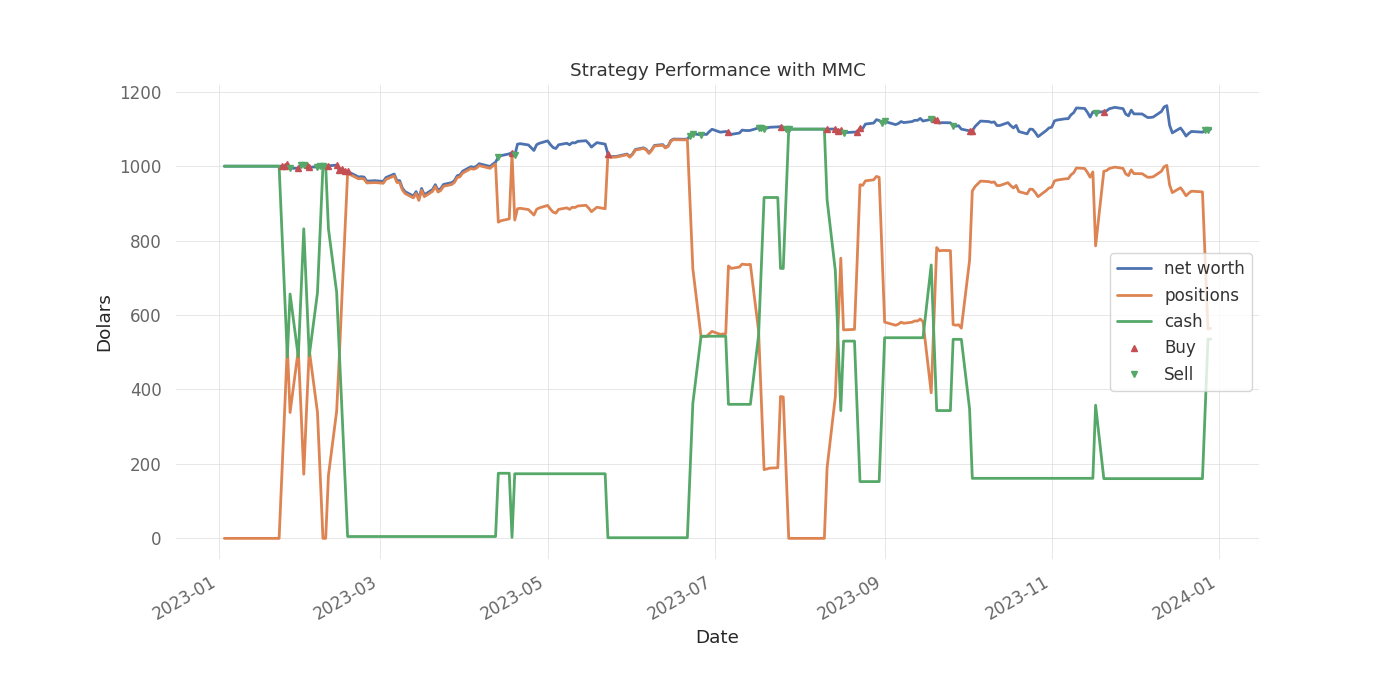 Strategy Performance with MMC
1200
1000
800
600
400
200
0
Dolars
net worth
positions
cash
Buy
Sell
2023-01
2023-03
2023-05
2023-07
2023-09
2023-11
2024-01
Date